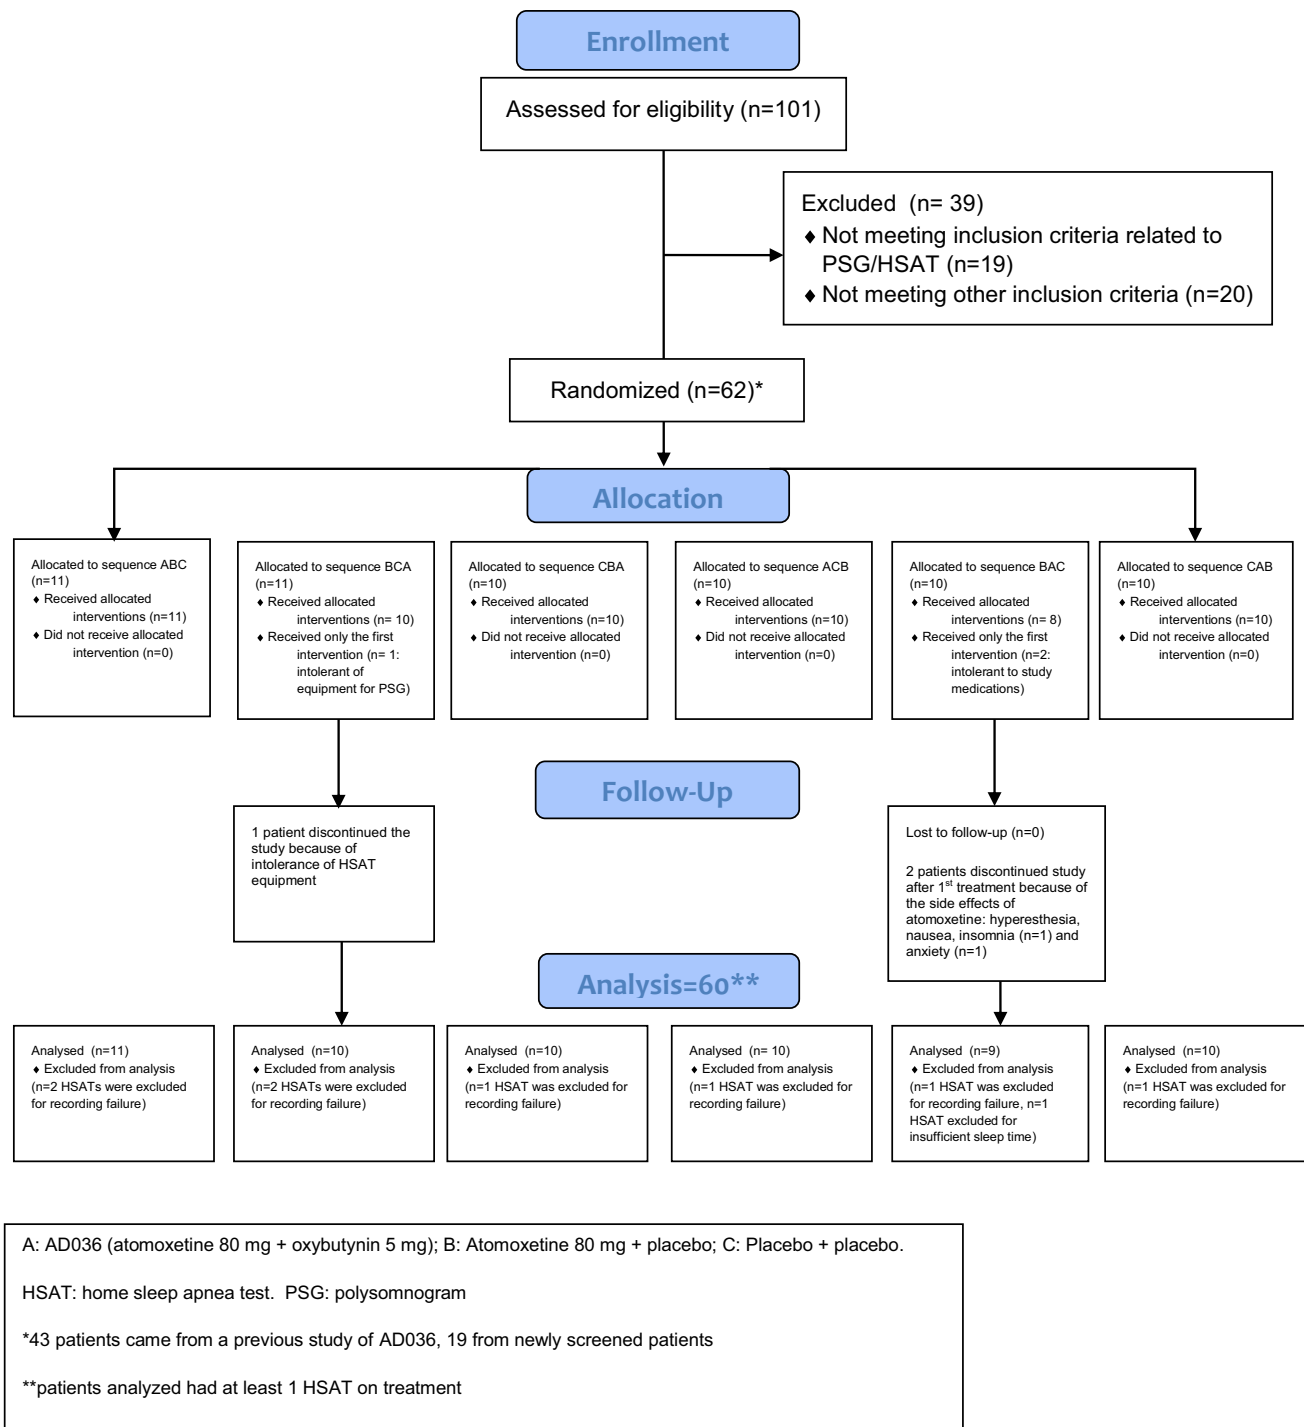 Enrollment
Assessed for eligibility (n=101)
Excluded (n= 39)
♦ Not meeting inclusion criteria related to
PSG/HSAT (n=19)
♦ Not meeting other inclusion criteria (n=20)
Randomized (n=62)*
Allocation
Allocated to sequence ABC
(n=11)
♦ Received allocated
interventions (n=11)
♦ Did not receive allocated
intervention (n=0)
Allocated to sequence BCA
(n=11)
♦ Received allocated
interventions (n= 10)
♦ Received only the first
intervention (n= 1:
intolerant of
equipment for PSG)
Allocated to sequence CBA
(n=10)
♦ Received allocated
interventions (n=10)
♦ Did not receive allocated
intervention (n=0)
Allocated to sequence ACB
(n=10)
♦ Received allocated
interventions (n=10)
♦ Did not receive allocated
intervention (n=0)
Allocated to sequence BAC
(n=10)
♦ Received allocated
interventions (n= 8)
♦ Received only the first
intervention (n=2:
intolerant to study
medications)
Allocated to sequence CAB
(n=10)
♦ Received allocated
interventions (n=10)
♦ Did not receive allocated
intervention (n=0)
Follow-Up
1 patient discontinued the
study because of
intolerance of HSAT
equipment
Lost to follow-up (n=0)
2 patients discontinued study
after 1st treatment because of
the side effects of
atomoxetine: hyperesthesia,
nausea, insomnia (n=1) and
anxiety (n=1)
Analysis=60**
Analysed (n=11)
♦ Excluded from analysis
(n=2 HSATs were excluded
for recording failure)
Analysed (n=10)
♦ Excluded from analysis
(n=2 HSATs were excluded
for recording failure)
Analysed (n=10)
♦ Excluded from analysis
(n=1 HSAT was excluded for
recording failure)
Analysed (n= 10)
♦ Excluded from analysis
(n=1 HSAT was excluded for
recording failure)
Analysed (n=9)
♦ Excluded from analysis
(n=1 HSAT was excluded
for recording failure, n=1
HSAT excluded for
insufficient sleep time)
Analysed (n=10)
♦ Excluded from analysis
(n=1 HSAT was excluded for
recording failure)
A: AD036 (atomoxetine 80 mg + oxybutynin 5 mg); B: Atomoxetine 80 mg + placebo; C: Placebo + placebo.
HSAT: home sleep apnea test. PSG: polysomnogram
*43 patients came from a previous study of AD036, 19 from newly screened patients
**patients analyzed had at least 1 HSAT on treatment